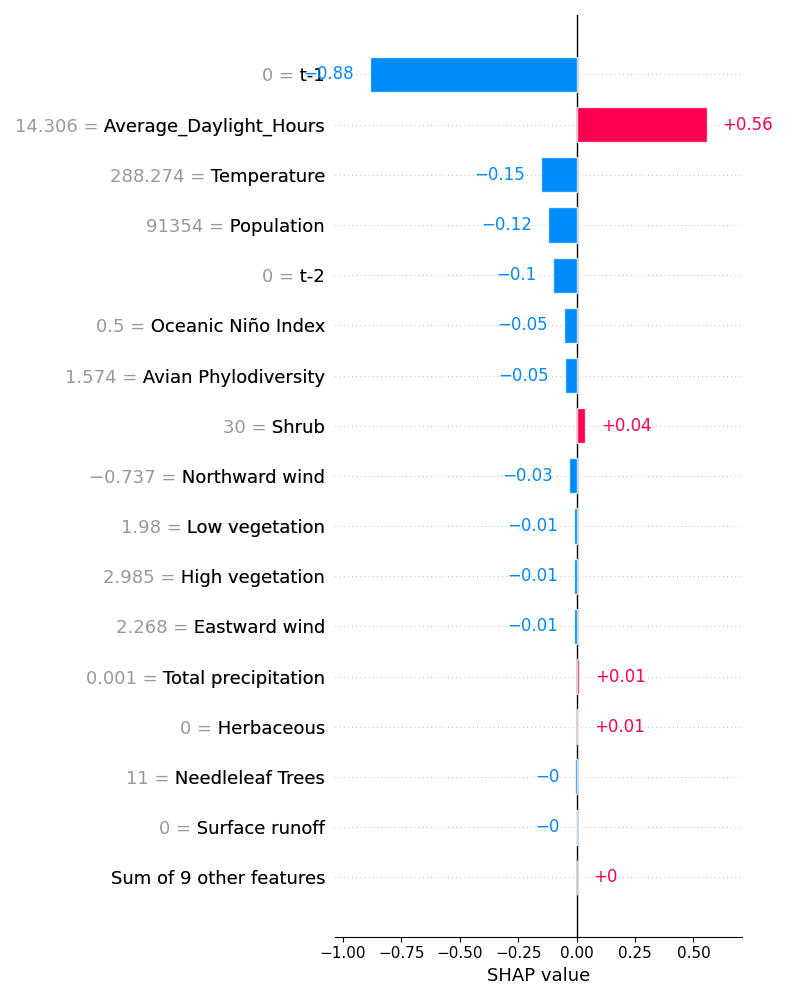 0 = t-1 −0.88
14.306 = Average_Daylight_Hours +0.56
288.274 = Temperature −0.15
91354 = Population −0.12
0 = t-2 −0.1
0.5 = Oceanic Niño Index −0.05
1.574 = Avian Phylodiversity −0.05
30 = Shrub +0.04
−0.737 = Northward wind −0.03
1.98 = Low vegetation −0.01
2.985 = High vegetation −0.01
2.268 = Eastward wind −0.01
0.001 = Total precipitation +0.01
0 = Herbaceous +0.01
11 = Needleleaf Trees −0
0 = Surface runoff −0
Sum of 9 other features +0
−1.00 −0.75 −0.50 −0.25 0.00 0.25 0.50
SHAP value